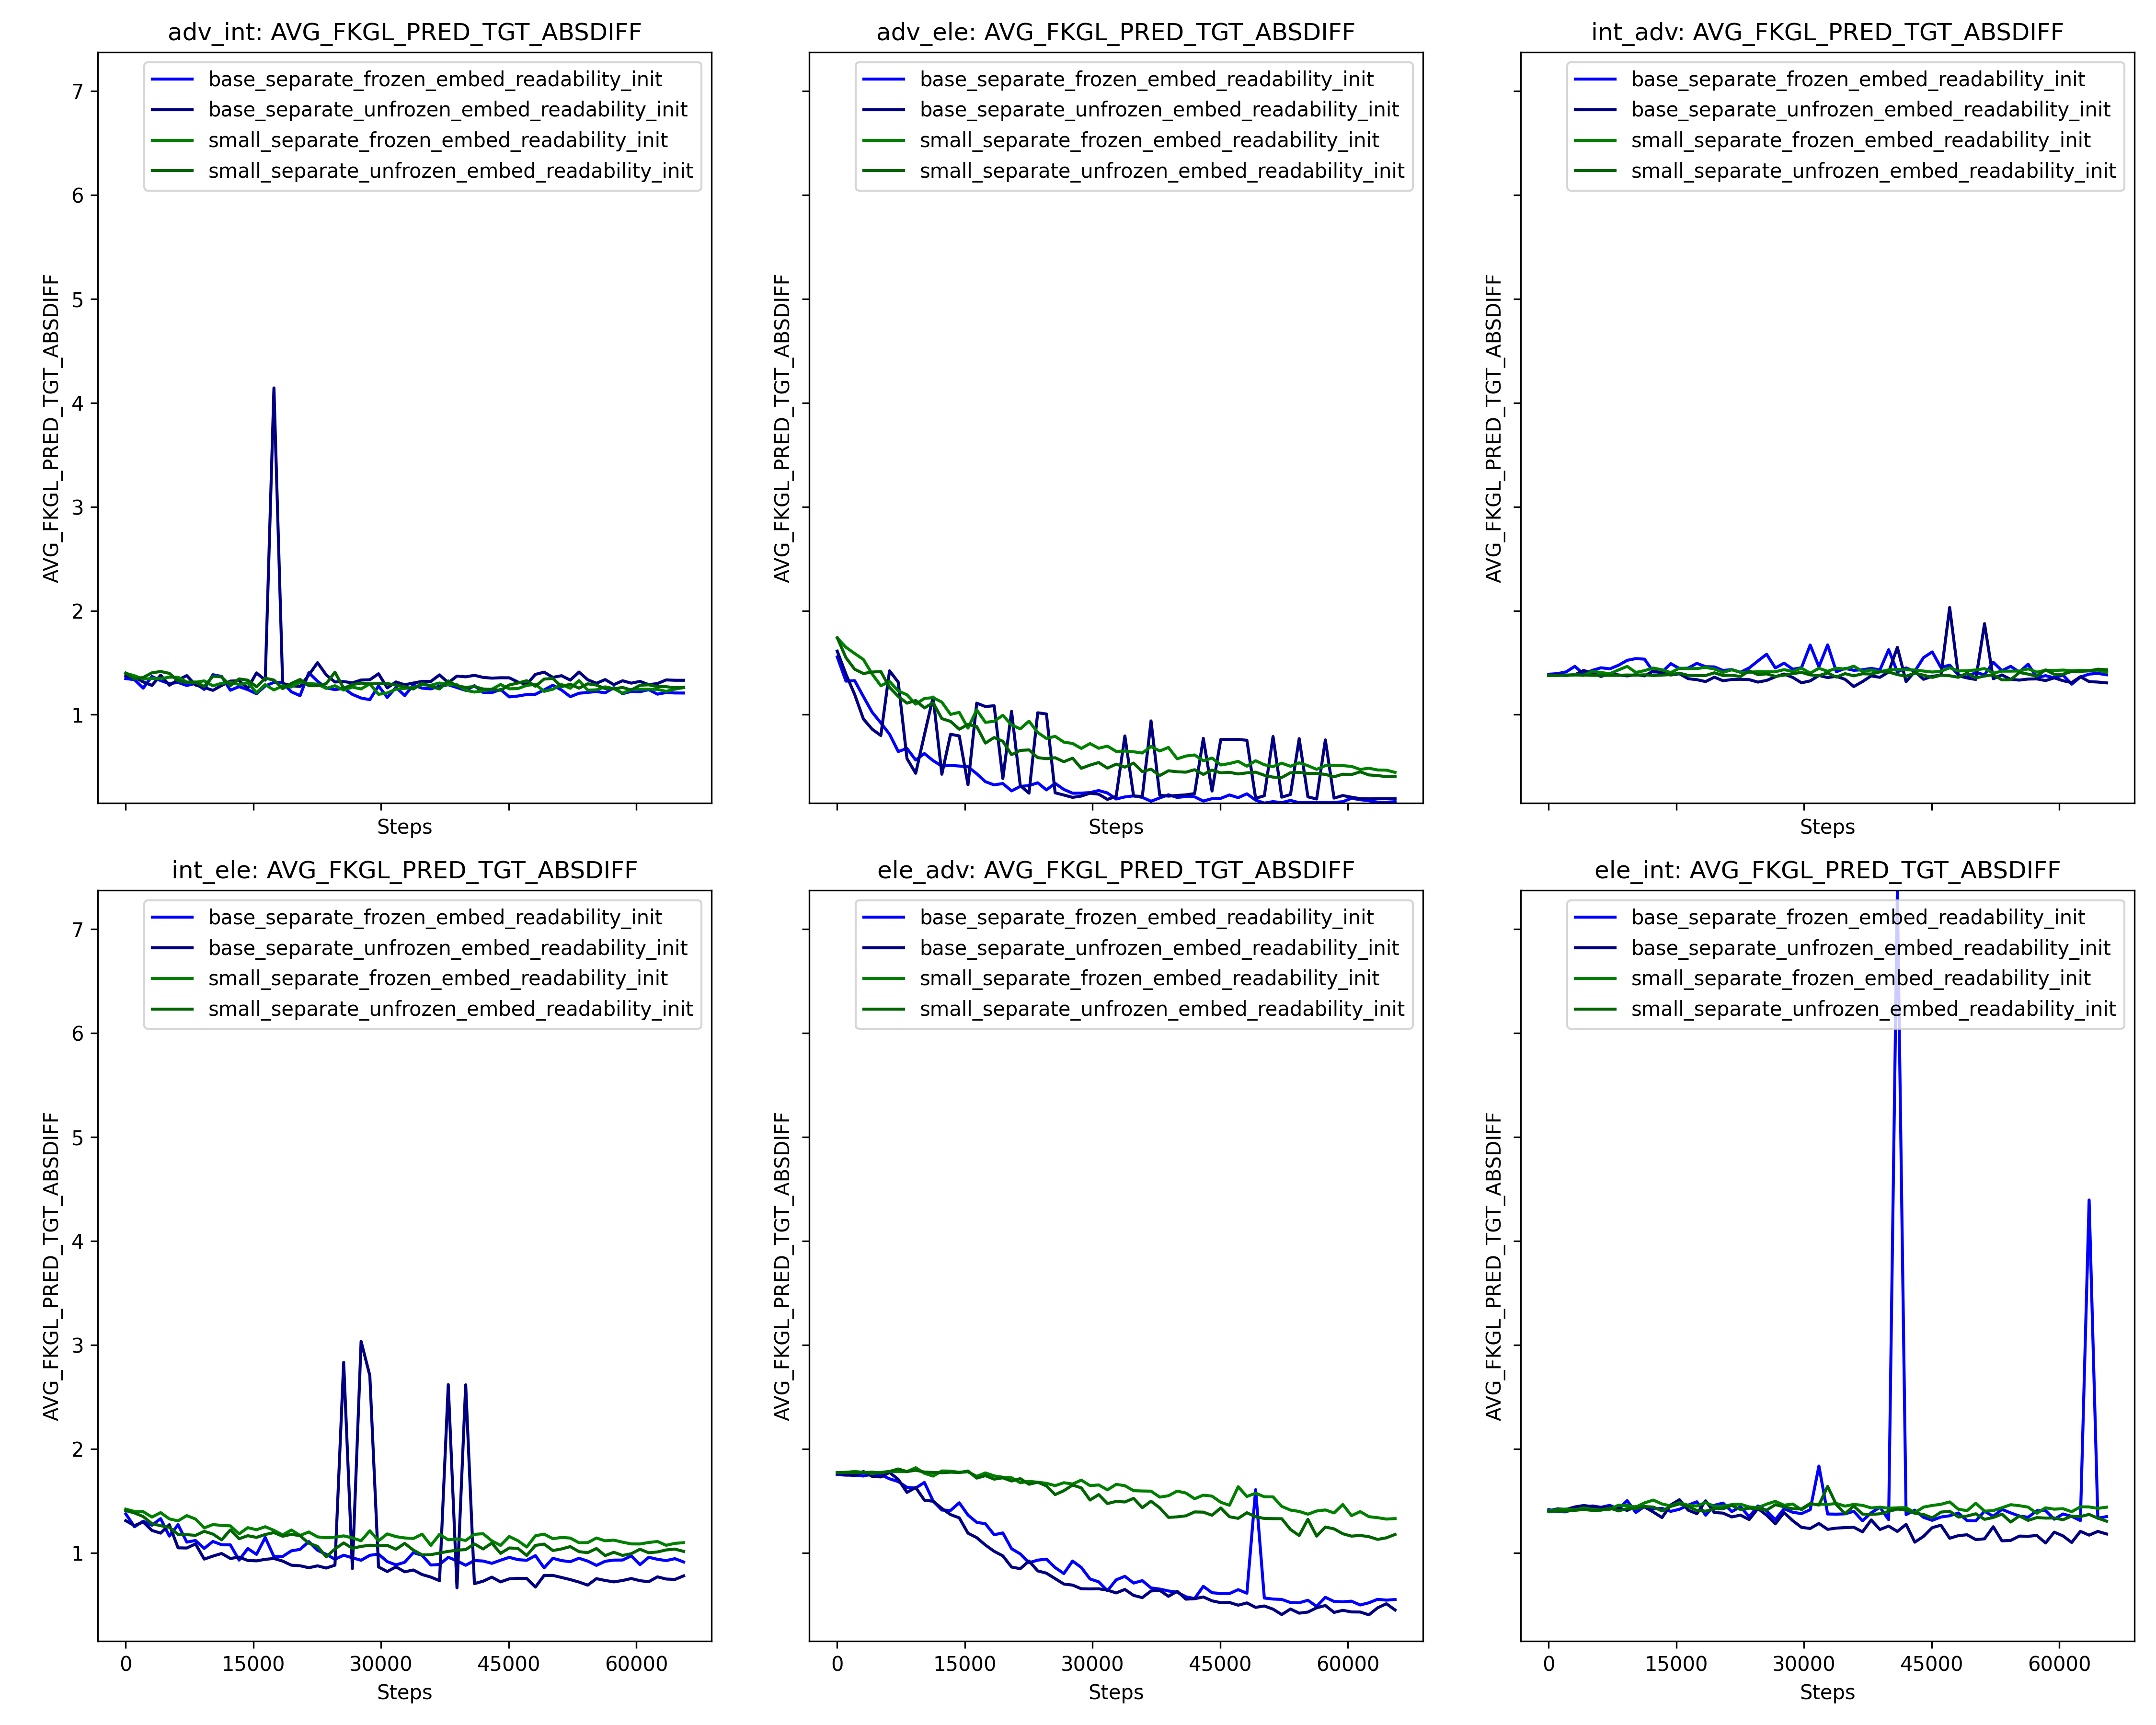 adv_int: AVG_FKGL_PRED_TGT_ABSDIFF
AVG_FKGL_PRED_TGT_ABSDIFF
7
6
5
4
3
2
1
base_separate_frozen_embed_readability_init
base_separate_unfrozen_embed_readability_init
small_separate_frozen_embed_readability_init
small_separate_unfrozen_embed_readability_init
Steps
adv_ele: AVG_FKGL_PRED_TGT_ABSDIFF
AVG_FKGL_PRED_TGT_ABSDIFF
base_separate_frozen_embed_readability_init
base_separate_unfrozen_embed_readability_init
small_separate_frozen_embed_readability_init
small_separate_unfrozen_embed_readability_init
Steps
int_adv: AVG_FKGL_PRED_TGT_ABSDIFF
AVG_FKGL_PRED_TGT_ABSDIFF
base_separate_frozen_embed_readability_init
base_separate_unfrozen_embed_readability_init
small_separate_frozen_embed_readability_init
small_separate_unfrozen_embed_readability_init
Steps
int_ele: AVG_FKGL_PRED_TGT_ABSDIFF
AVG_FKGL_PRED_TGT_ABSDIFF
7
6
5
4
3
2
1
base_separate_frozen_embed_readability_init
base_separate_unfrozen_embed_readability_init
small_separate_frozen_embed_readability_init
small_separate_unfrozen_embed_readability_init
0 15000 30000 45000 60000
Steps
ele_adv: AVG_FKGL_PRED_TGT_ABSDIFF
AVG_FKGL_PRED_TGT_ABSDIFF
base_separate_frozen_embed_readability_init
base_separate_unfrozen_embed_readability_init
small_separate_frozen_embed_readability_init
small_separate_unfrozen_embed_readability_init
0 15000 30000 45000 60000
Steps
ele_int: AVG_FKGL_PRED_TGT_ABSDIFF
AVG_FKGL_PRED_TGT_ABSDIFF
base_separate_frozen_embed_readability_init
base_separate_unfrozen_embed_readability_init
small_separate_frozen_embed_readability_init
small_separate_unfrozen_embed_readability_init
0 15000 30000 45000 60000
Steps